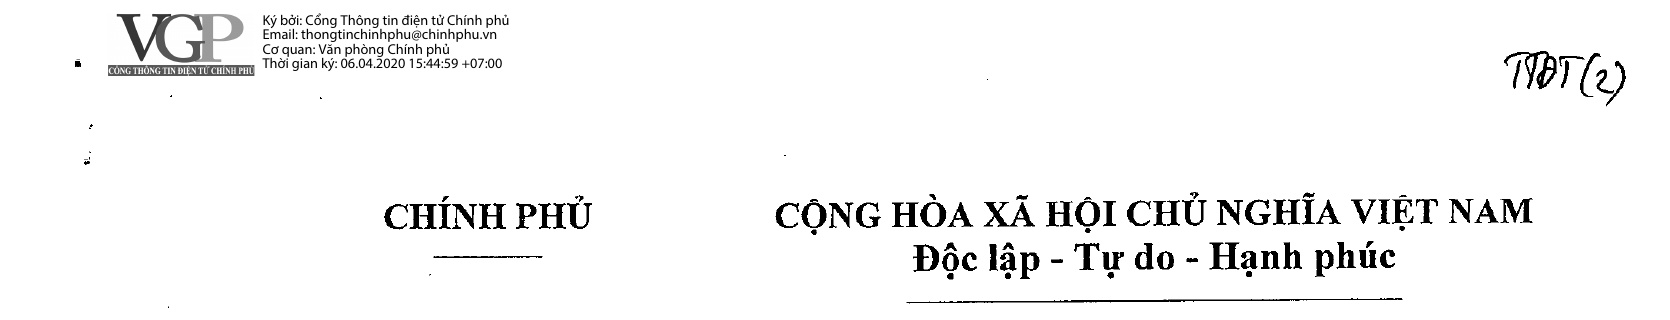 VGP
CỔNG THÔNG TIN ĐIỆN TỬ CHÍNH PHỦ
Ký bởi: Cổng Thông tin điện tử Chính phủ
Email: thongtinchinhphu@chinhphu.vn
Cơ quan: Văn phòng Chính phủ
Thời gian ký: 06.04.2020 15:44:59 +07:00
TTĐT (2)
CHÍNH PHỦ
CỘNG HÒA XÃ HỘI CHỦ NGHĨA VIỆT NAM
Độc lập - Tự do - Hạnh phúc